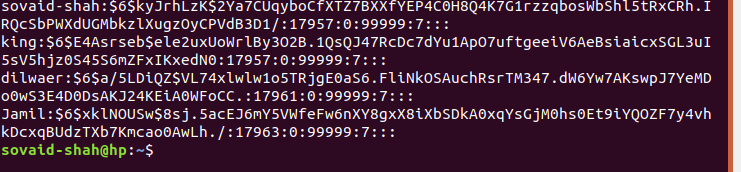 sovaid-shah:$6$kyJrhLzK$2Ya7CUqyboCfXTZ7BXXfYEP4C0H8Q4K7G1rzzqbosWbShl5tRxCRh.I
RQcSbPWXdUGMbkzlXugzOyCPVdB3D1/:17957:0:99999:7:::
king:$6$E4Asrseb$ele2uxUoWrlBy3O2B.1QsQJ47RcDc7dYu1ApO7uftgeeiV6AeBsiaicxSGL3uI
5sV5hjz0S45S6mZFxIKxedN0:17957:0:99999:7:::
dilwaer:$6$a/5LDiQZ$VL74xlwlw1o5TRjgE0aS6.FliNkOSAuchRsrTM347.dW6Yw7AKswpJ7YeMD
o0wS3E4D0DsAKJ24KEiA0WFoCC.:17961:0:99999:7:::
Jamil:$6$xklNOUSw$8sj.5acEJ6mY5VWfeFw6nXY8gxX8iXbSDkA0xqYsGjM0hs0Et9iYQOZF7y4vh
kDcxqBUdzTXb7Kmcao0AwLh./:17963:0:99999:7:::
sovaid-shah@hp:~$